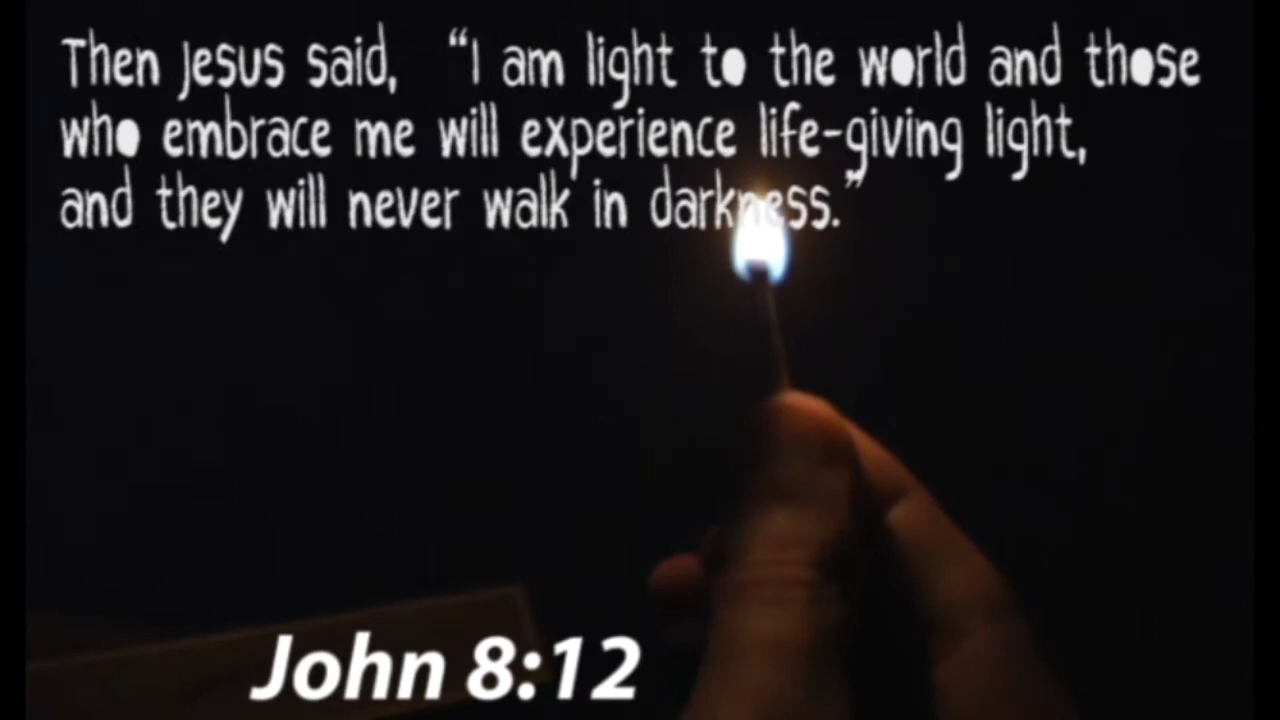 Then Jesus said, “I am light to the world and those
who embrace me will experience life-giving light,
and they will never walk in darkness.”
John 8:12